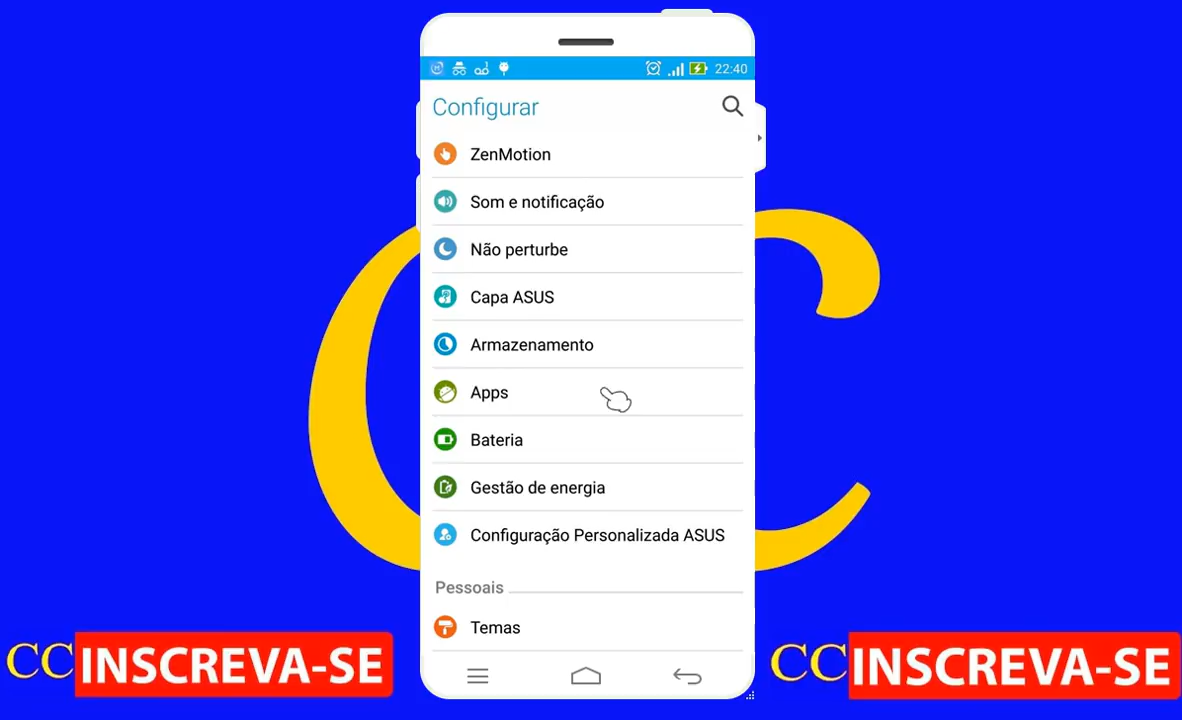 22:40
Configurar
ZenMotion
Som e notificação
Não perturbe
Capa ASUS
Armazenamento
Apps
Bateria
Gestão de energia
Configuração Personalizada ASUS
Pessoais
Temas
CC INSCREVA-SE
CC INSCREVA-SE
C